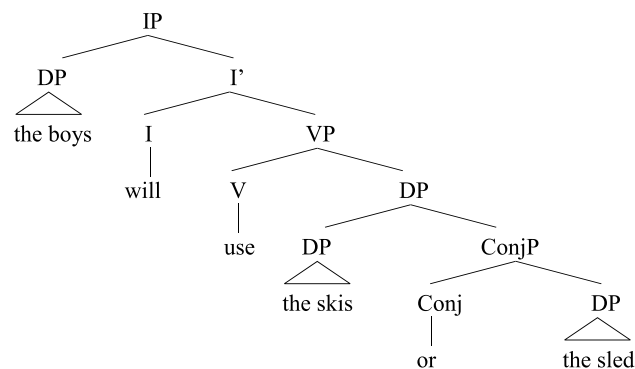 IP
DP I’
the boys I VP
will V DP
use DP ConjP
the skis Conj DP
or the sled